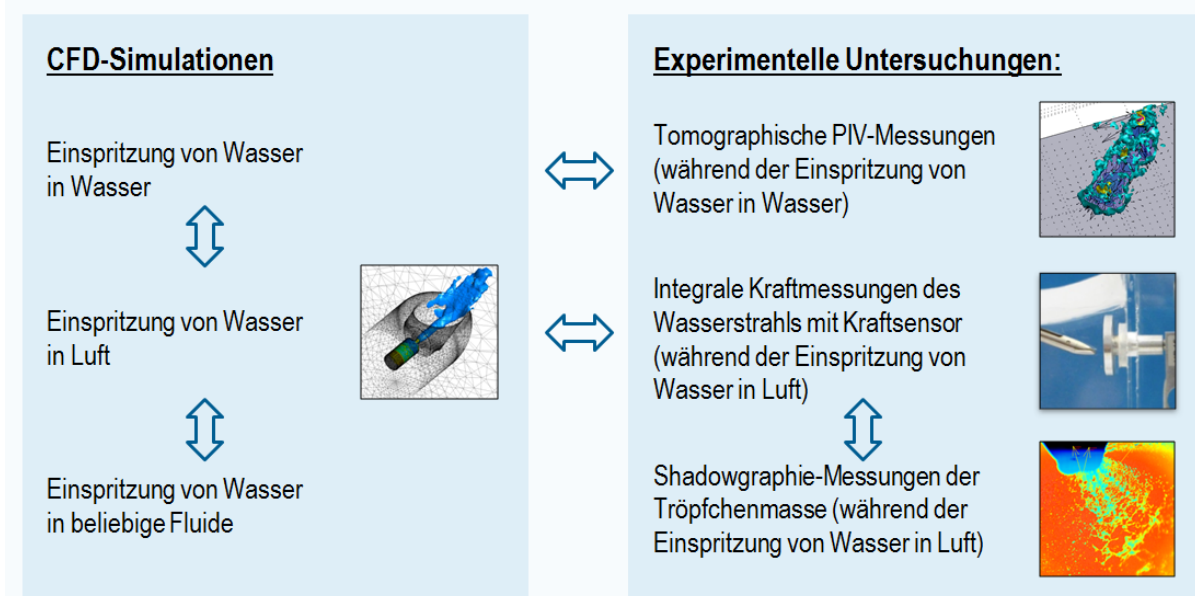 CFD-Simulationen
Einspritzung von Wasser
in Wasser
Einspritzung von Wasser
in Luft
Einspritzung von Wasser
in beliebige Fluide
Experimentelle Untersuchungen:
Tomographische PIV-Messungen
(während der Einspritzung von
Wasser in Wasser)
Integrale Kraftmessungen des
Wasserstrahls mit Kraftsensor
(während der Einspritzung von
Wasser in Luft)
Shadowgraphie-Messungen der
Tröpfchenmasse (während der
Einspritzung von Wasser in Luft)